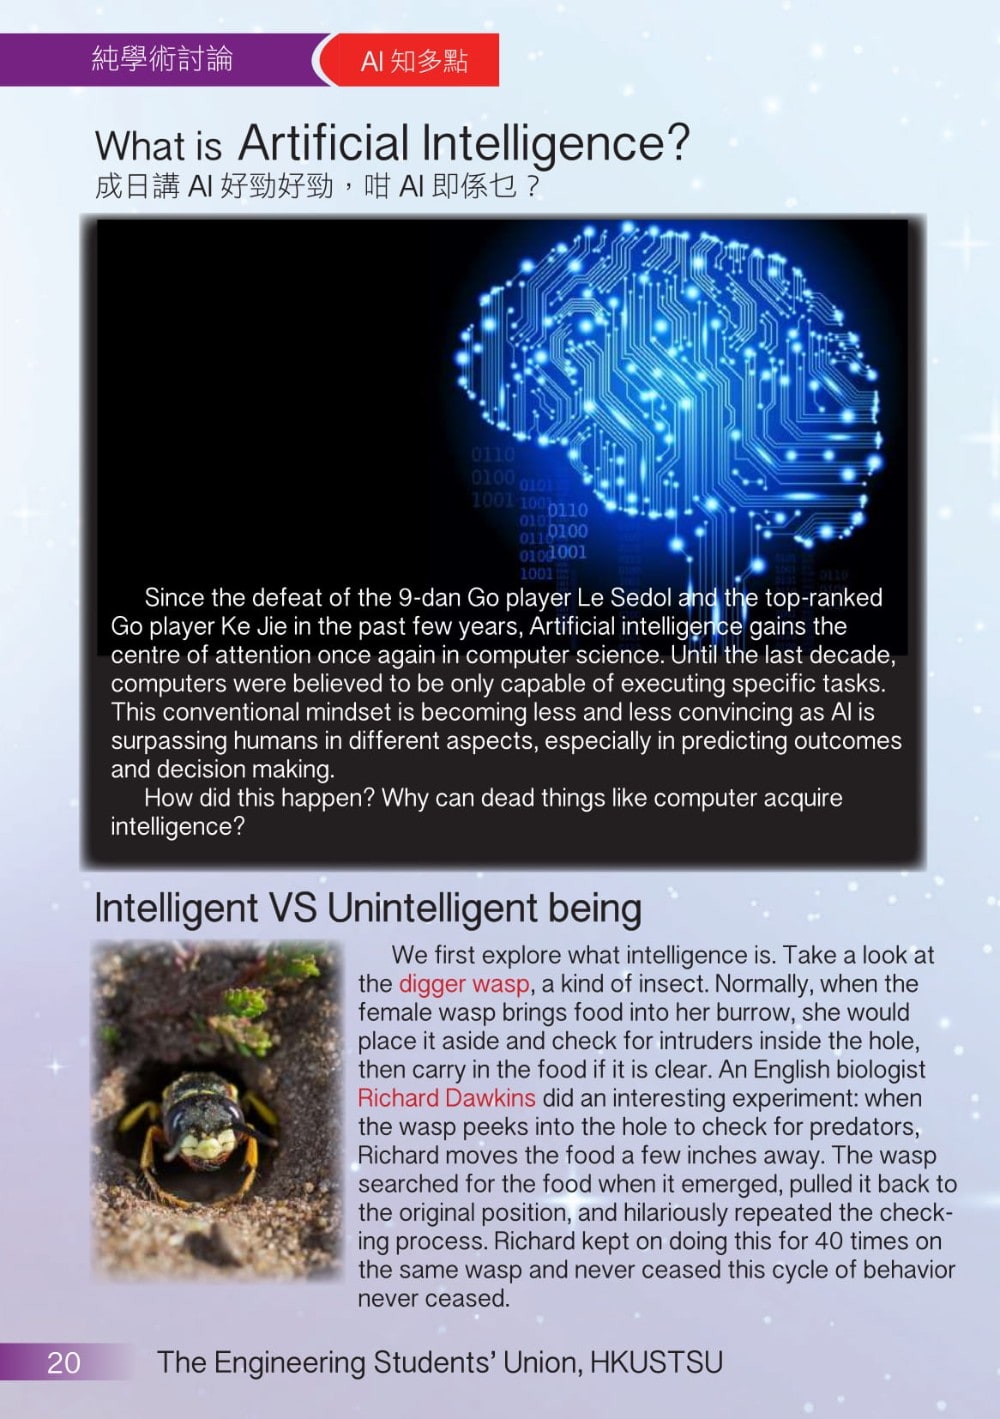 純學術討論
AI 知多點
What is Artificial Intelligence?
成日講 AI 好勁好勁，咁 AI 即係乜？
0110
0100
1001
0101
1001
0101
0110
0100
1001
0110
0100
1001
Since the defeat of the 9-dan Go player Le Sedol and the top-ranked
Go player Ke Jie in the past few years, Artificial intelligence gains the
centre of attention once again in computer science. Until the last decade,
computers were believed to be only capable of executing specific tasks.
This conventional mindset is becoming less and less convincing as AI is
surpassing humans in different aspects, especially in predicting outcomes
and decision making.
How did this happen? Why can dead things like computer acquire
intelligence?
Intelligent VS Unintelligent being
We first explore what intelligence is. Take a look at
the digger wasp, a kind of insect. Normally, when the
female wasp brings food into her burrow, she would
place it aside and check for intruders inside the hole,
then carry in the food if it is clear. An English biologist
Richard Dawkins did an interesting experiment: when
the wasp peeks into the hole to check for predators,
Richard moves the food a few inches away. The wasp
searched for the food when it emerged, pulled it back to
the original position, and hilariously repeated the check-
ing process. Richard kept on doing this for 40 times on
the same wasp and never ceased this cycle of behavior
never ceased.
20
The Engineering Students' Union, HKUSTSU